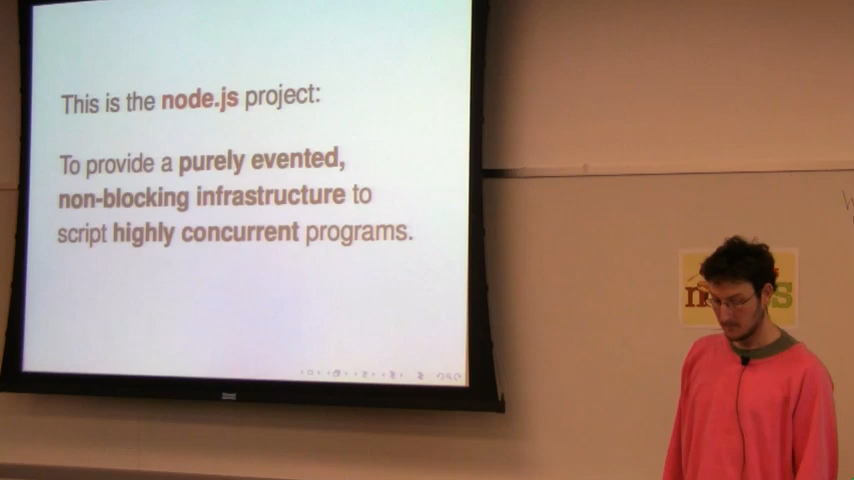 This is the node.js project:
To provide a purely evented,
non-blocking infrastructure to
script highly concurrent programs.